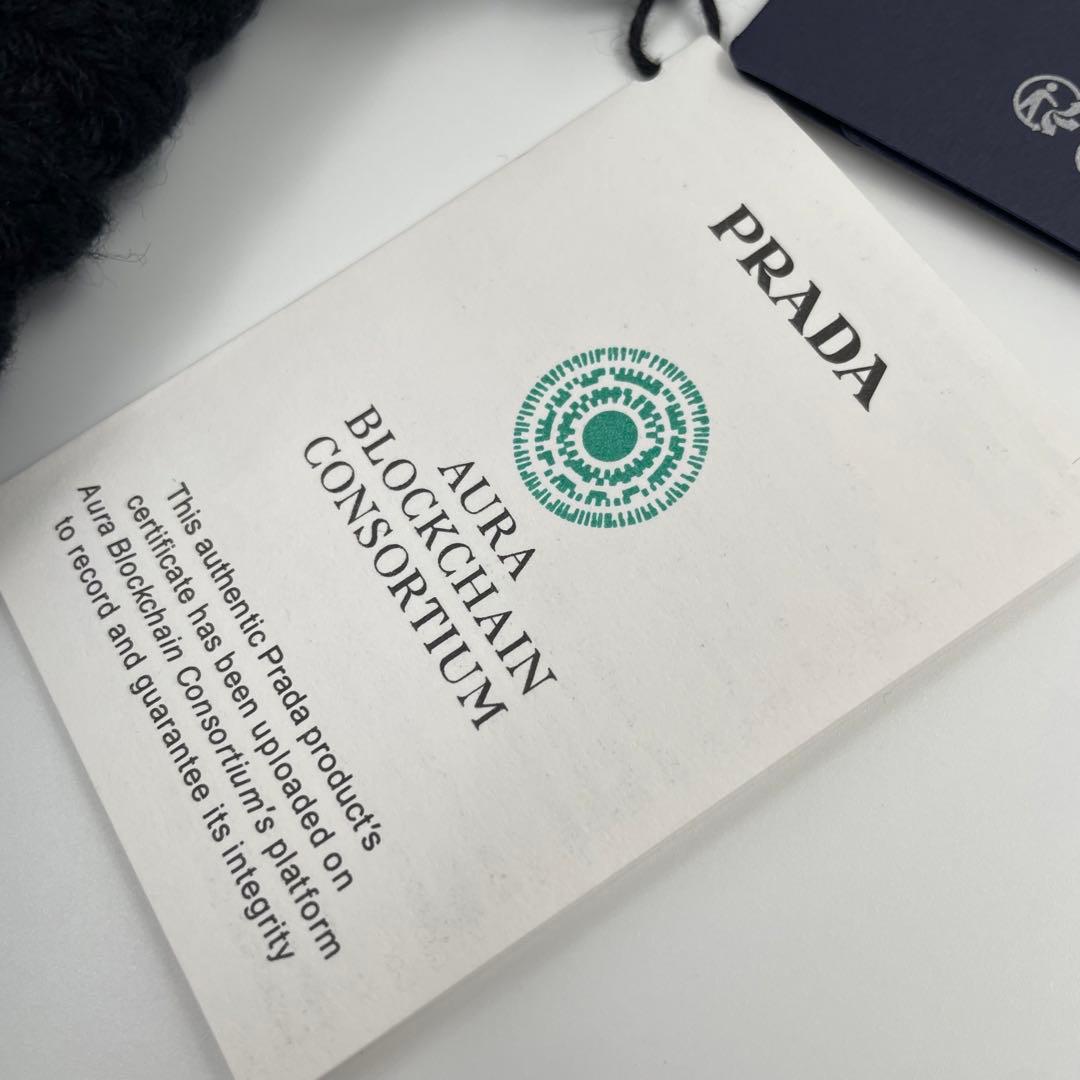 PRADA
AURA
BLOCKCHAIN
CONSORTIUM
This authentic Prada product's
certificate has been uploaded on
Aura Blockchain Consortium's platform
to record and guarantee its integrity